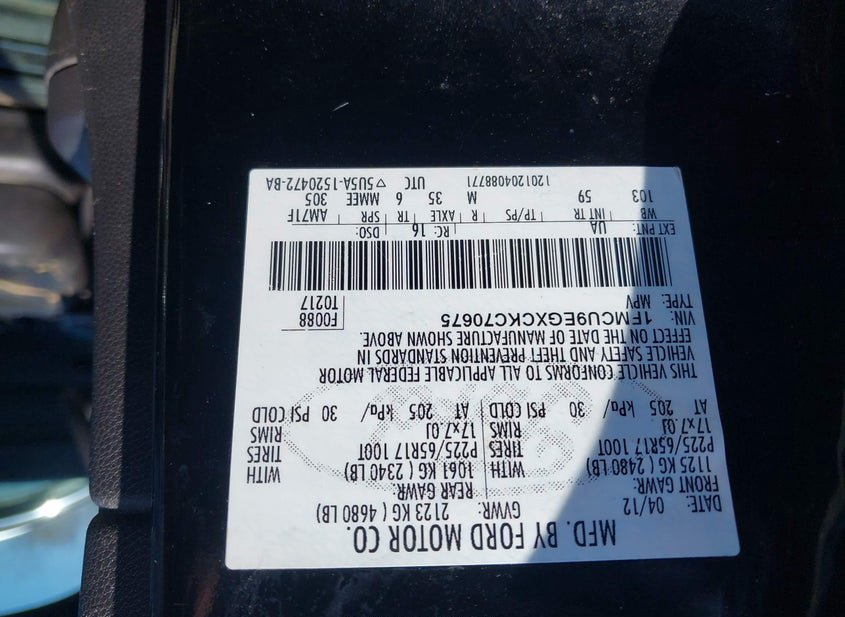 MFD. BY FORD MOTOR CO.
DATE: 04/12 GVWR: 2123 KG ( 4680 LB)
FRONT GAWR: REAR GAWR:
1125 KG ( 2480 LB) 1061 KG ( 2340 LB)
P225/65R17 100T WITH TIRES P225/65R17 100T WITH TIRES
17x7.0J RIMS 17x7.0J RIMS
AT 205 kPa/ 30 PSI COLD AT 205 kPa/ 30 PSI COLD
THIS VEHICLE CONFORMS TO ALL APPLICABLE FEDERAL MOTOR
VEHICLE SAFETY AND THEFT PREVENTION STANDARDS IN
EFFECT ON THE DATE OF MANUFACTURE SHOWN ABOVE.
VIN: 1FMCU9EGXCKC70675 F0088
TYPE: MPV T0217
EXT PNT: UA RC: 16 DSO:
WB INT TR TP/PS R AXLE TR SPR AM71F
103 59 M 35 6 MMEE 305
120120408771 UTC ▽5U5A-1520472-BA